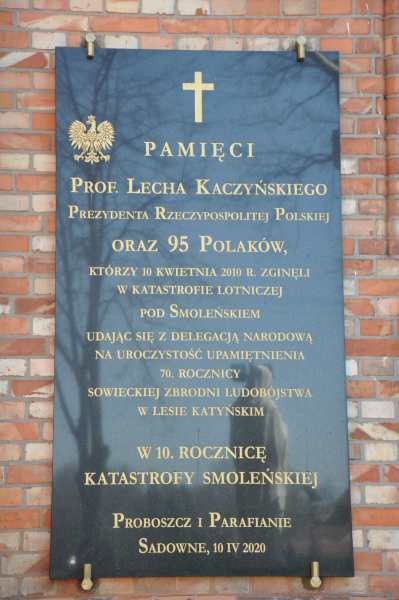 PAMIĘCI
PROF. LECHA KACZYŃSKIEGO
PREZYDENTA RZECZYPOSPOLITEJ POLSKIEJ
ORAZ 95 POLAKÓW,
KTÓRZY 10 KWIETNIA 2010 R. ZGINĘLI
W KATASTROFIE LOTNICZEJ
POD SMOLEŃSKIEM
UDAJĄC SIĘ Z DELEGACJĄ NARODOWĄ
NA UROCZYSTOŚĆ UPAMIĘTNIENIA
70. ROCZNICY
SOWIECKIEJ ZBRODNI LUDOBÓJSTWA
W LESIE KATYŃSKIM
W 10. ROCZNICĘ
KATASTROFY SMOLEŃSKIEJ
PROBOSZCZ I PARAFIANIE
SADOWNE, 10 IV 2020